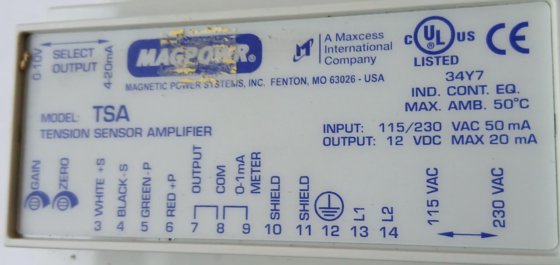 0-10V
SELECT
OUTPUT
4-20mA
MAGPOWER®
MAGNETIC POWER SYSTEMS, INC. FENTON, MO 63026 - USA
A Maxcess
International
Company
C UL US
LISTED
34Y7
CE
IND. CONT. EQ.
MAX. AMB. 50°C
MODEL: TSA
TENSION SENSOR AMPLIFIER
INPUT: 115/230 VAC 50 mA
OUTPUT: 12 VDC MAX 20 mA
GAIN
ZERO
3 WHITE +S
4 BLACK -S
5 GREEN -P
6 RED +P
7 OUTPUT
8 COM
9 0-1mA METER
10 SHIELD
11 SHIELD
12
13 L1
14 L2
115 VAC
230 VAC